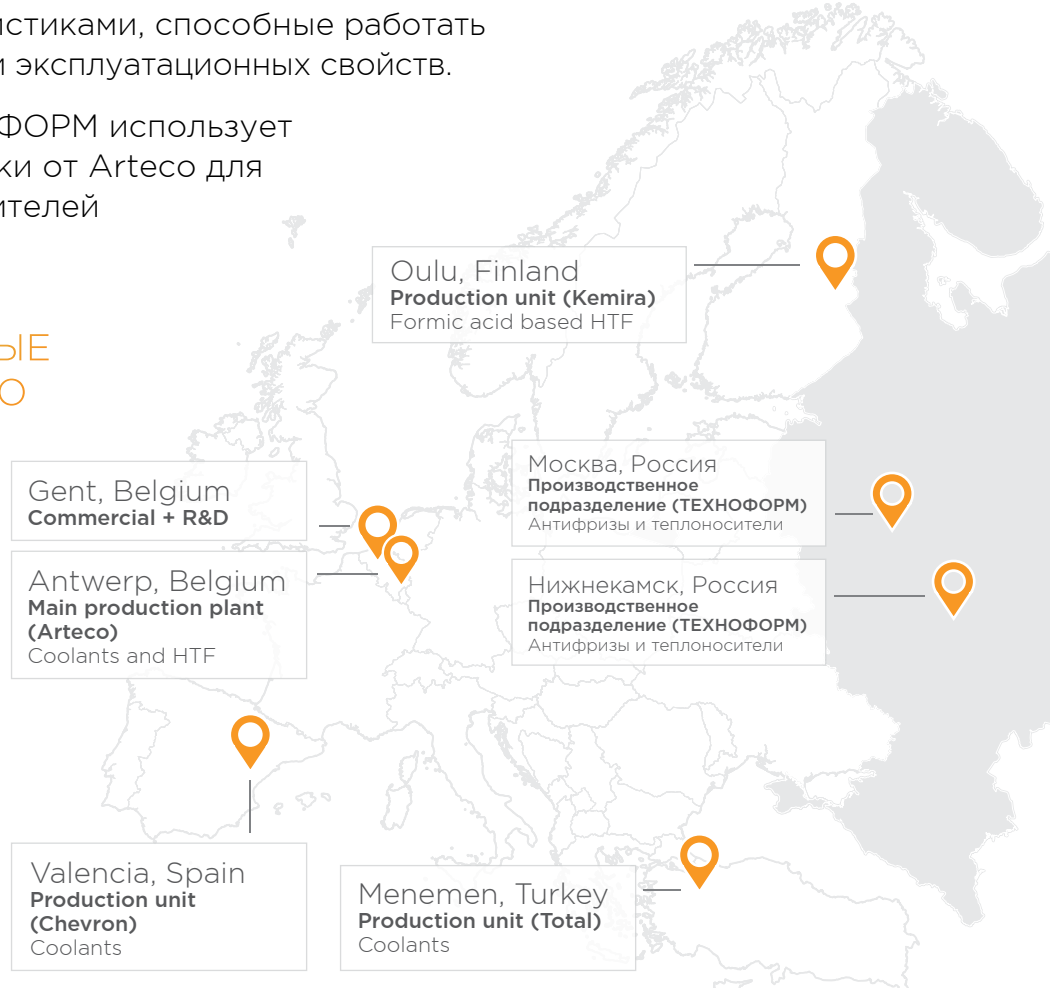 истиками, способные работать
и эксплуатационных свойств.
ФОРМ использует
ки от Arteco для
ителей
ЫЕ
О
Oulu, Finland
Production unit (Kemira)
Formic acid based HTF
Gent, Belgium
Commercial + R&D
Москва, Россия
Производственное
подразделение (ТЕХНОФОРМ)
Антифризы и теплоносители
Antwerp, Belgium
Main production plant
(Arteco)
Coolants and HTF
Нижнекамск, Россия
Производственное
подразделение (ТЕХНОФОРМ)
Антифризы и теплоносители
Valencia, Spain
Production unit
(Chevron)
Coolants
Menemen, Turkey
Production unit (Total)
Coolants